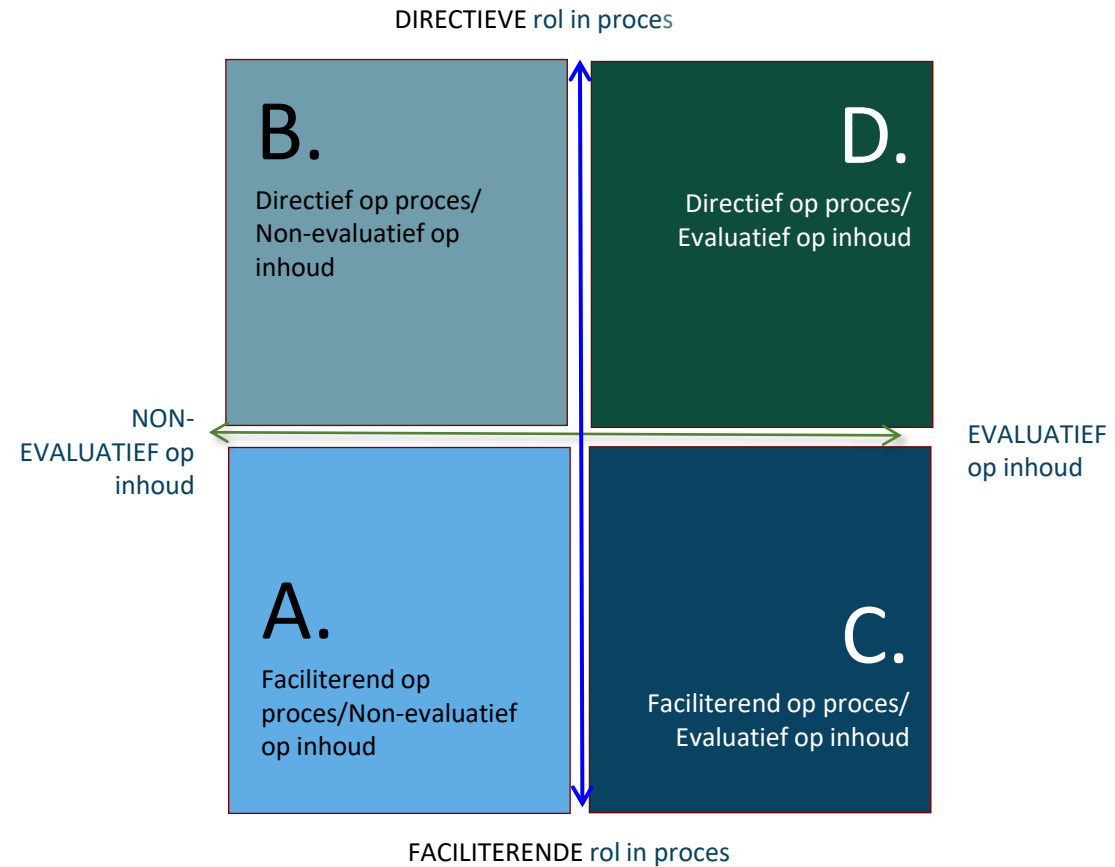 DIRECTIEVE rol in proces
B.
Directief op proces/
Non-evaluatief op
inhoud
D.
Directief op proces/
Evaluatief op inhoud
NON-
EVALUATIEF op
inhoud
EVALUATIEF
op inhoud
A.
Faciliterend op
proces/Non-evaluatief
op inhoud
C.
Faciliterend op proces/
Evaluatief op inhoud
FACILITERENDE rol in proces